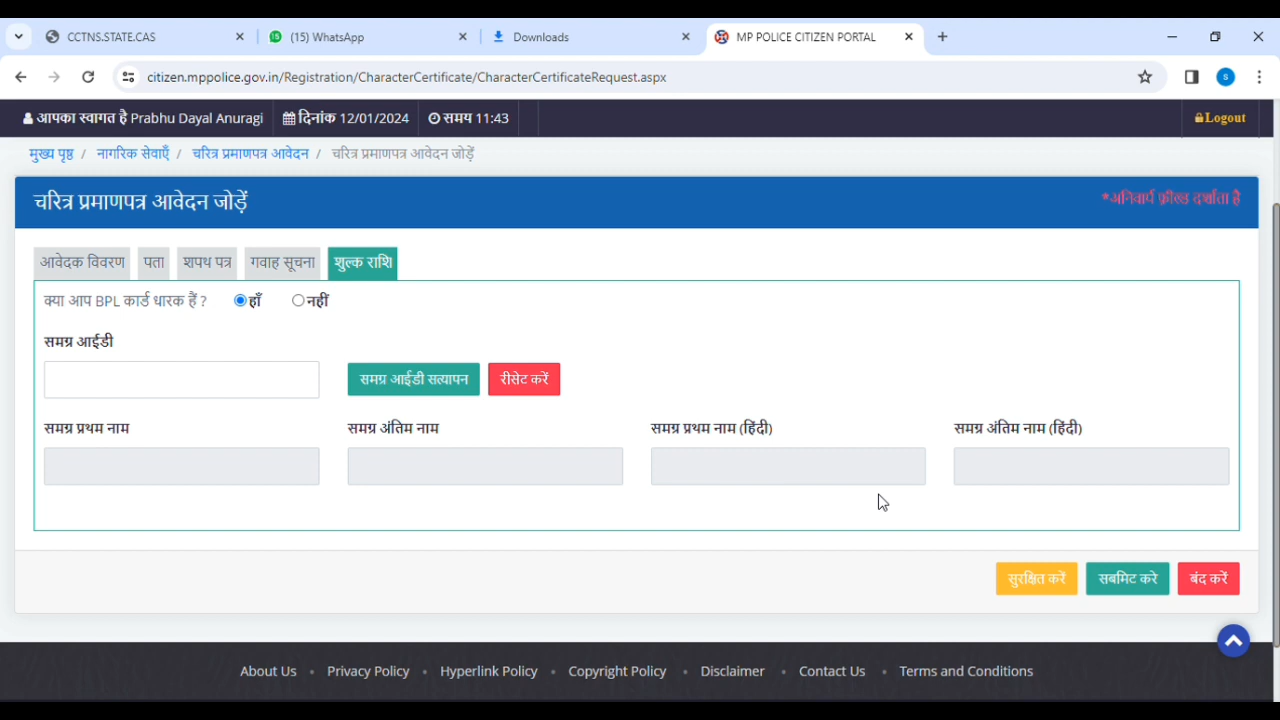 CCTNS.STATE.CAS (15) WhatsApp Downloads MP POLICE CITIZEN PORTAL
citizen.mppolice.gov.in/Registration/CharacterCertificate/CharacterCertificateRequest.aspx
आपका स्वागत है Prabhu Dayal Anuragi दिनांक 12/01/2024 समय 11:43 Logout
मुख्य पृष्ठ / नागरिक सेवाएँ / चरित्र प्रमाणपत्र आवेदन / चरित्र प्रमाणपत्र आवेदन जोड़ें
चरित्र प्रमाणपत्र आवेदन जोड़ें *अनिवार्य फ़ील्ड दर्शाता है
आवेदक विवरण पता शपथ पत्र गवाह सूचना शुल्क राशि
क्या आप BPL कार्ड धारक हैं ? हाँ नहीं
समग्र आईडी
समग्र आईडी सत्यापन रीसेट करें
समग्र प्रथम नाम समग्र अंतिम नाम समग्र प्रथम नाम (हिंदी) समग्र अंतिम नाम (हिंदी)
सुरक्षित करें सबमिट करे बंद करें
About Us • Privacy Policy • Hyperlink Policy • Copyright Policy • Disclaimer • Contact Us • Terms and Conditions